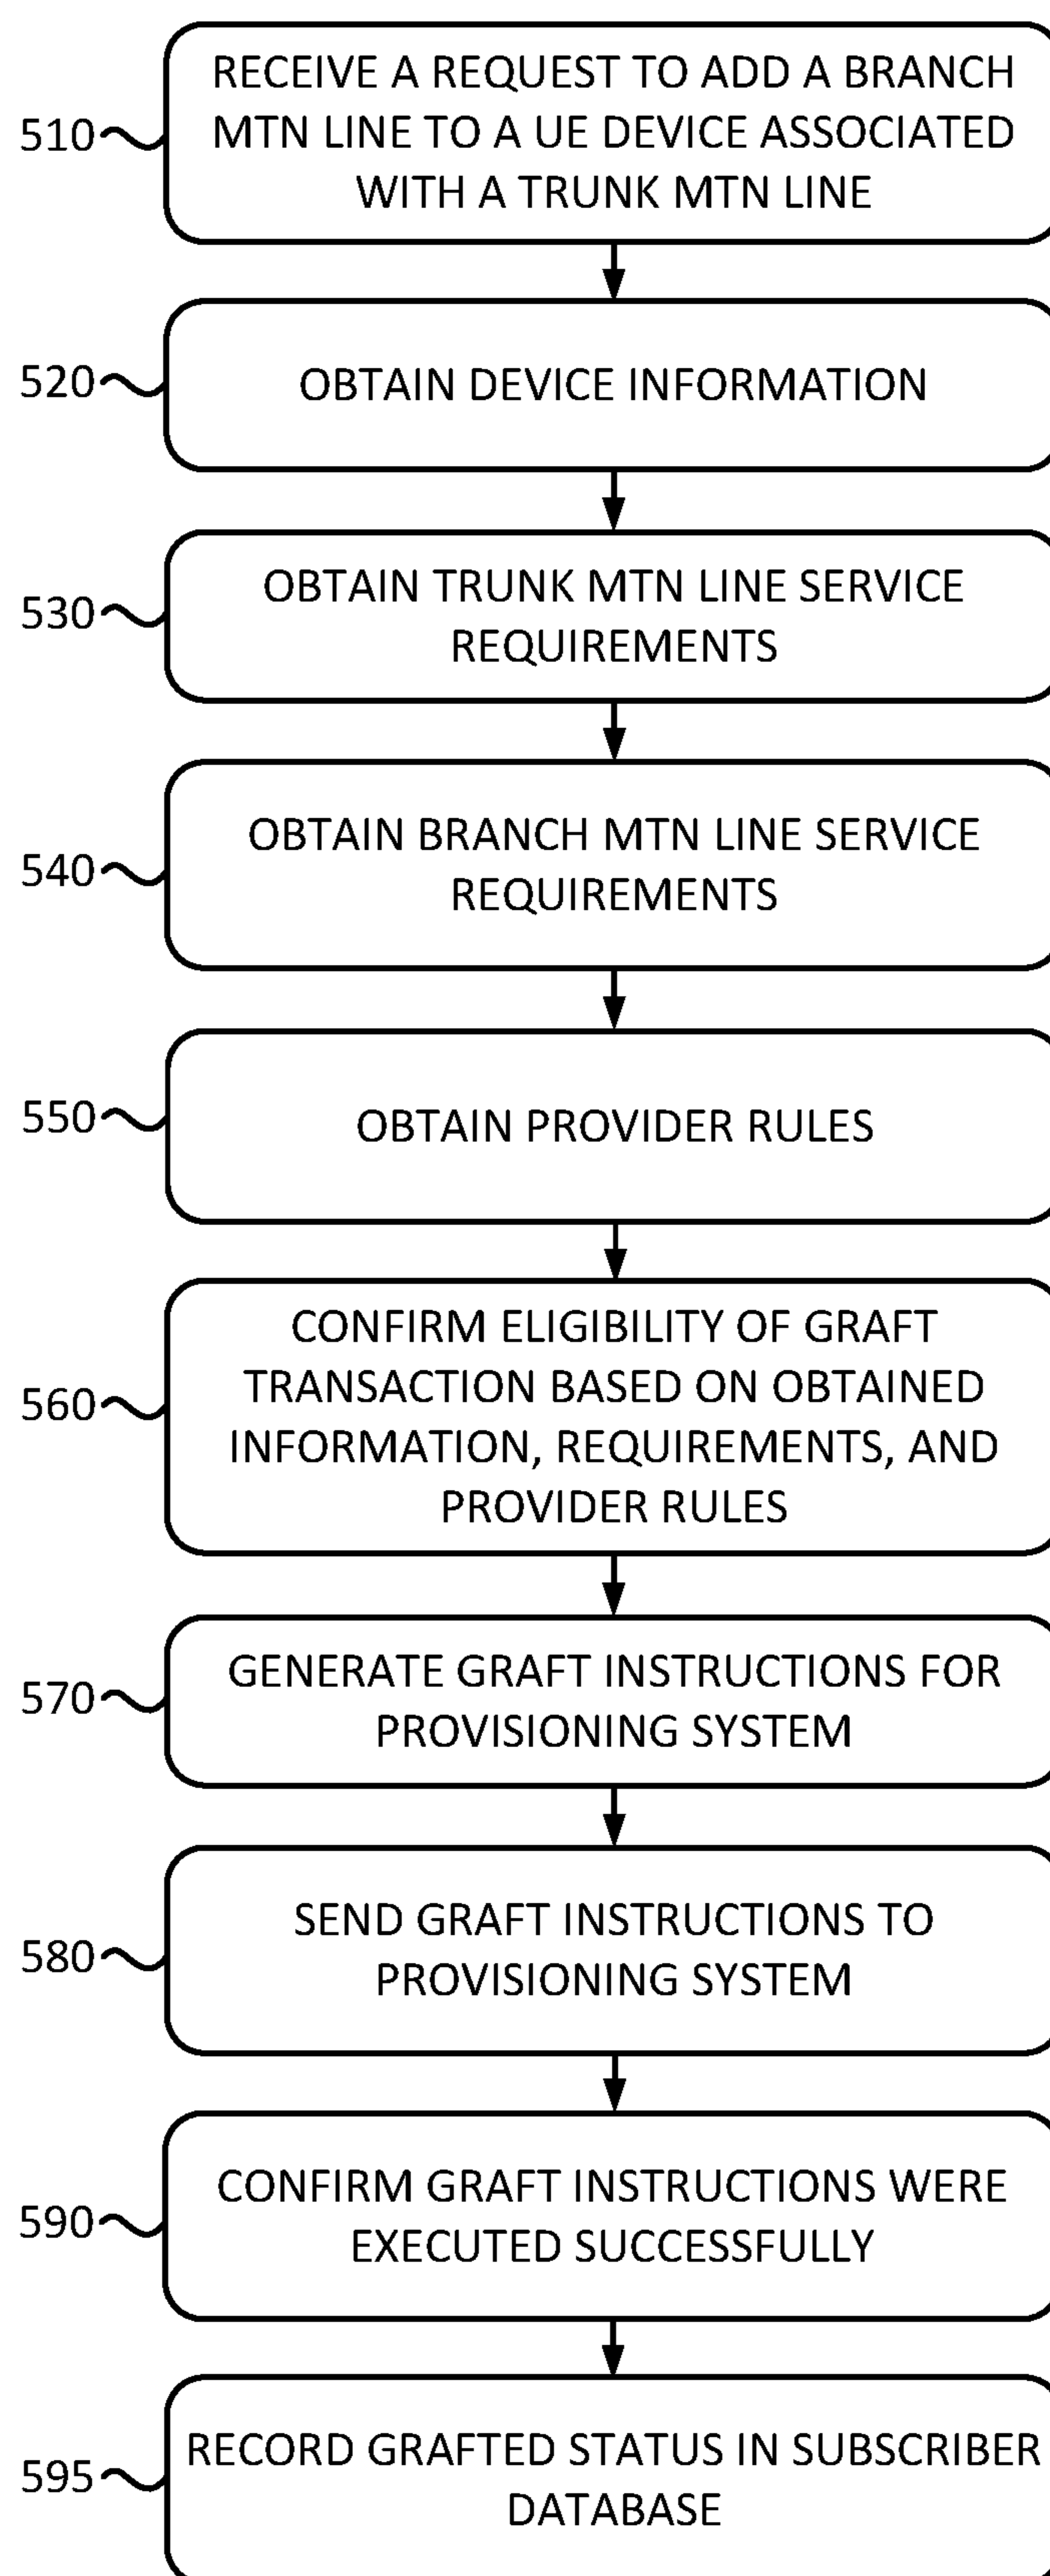 RECEIVE A REQUEST TO ADD A BRANCH
510
MTN LINE TO A UE DEVICE ASSOCIATED
WITH A TRUNK MTN LINE
520
OBTAIN DEVICE INFORMATION
530
OBTAIN TRUNK MTN LINE SERVICE
REQUIREMENTS
540
OBTAIN BRANCH MTN LINE SERVICE
REQUIREMENTS
550
OBTAIN PROVIDER RULES
560
CONFIRM ELIGIBILITY OF GRAFT
TRANSACTION BASED ON OBTAINED
INFORMATION, REQUIREMENTS, AND
PROVIDER RULES
570
GENERATE GRAFT INSTRUCTIONS FOR
PROVISIONING SYSTEM
580
SEND GRAFT INSTRUCTIONS TO
PROVISIONING SYSTEM
590
CONFIRM GRAFT INSTRUCTIONS WERE
EXECUTED SUCCESSFULLY
595
RECORD GRAFTED STATUS IN SUBSCRIBER
DATABASE